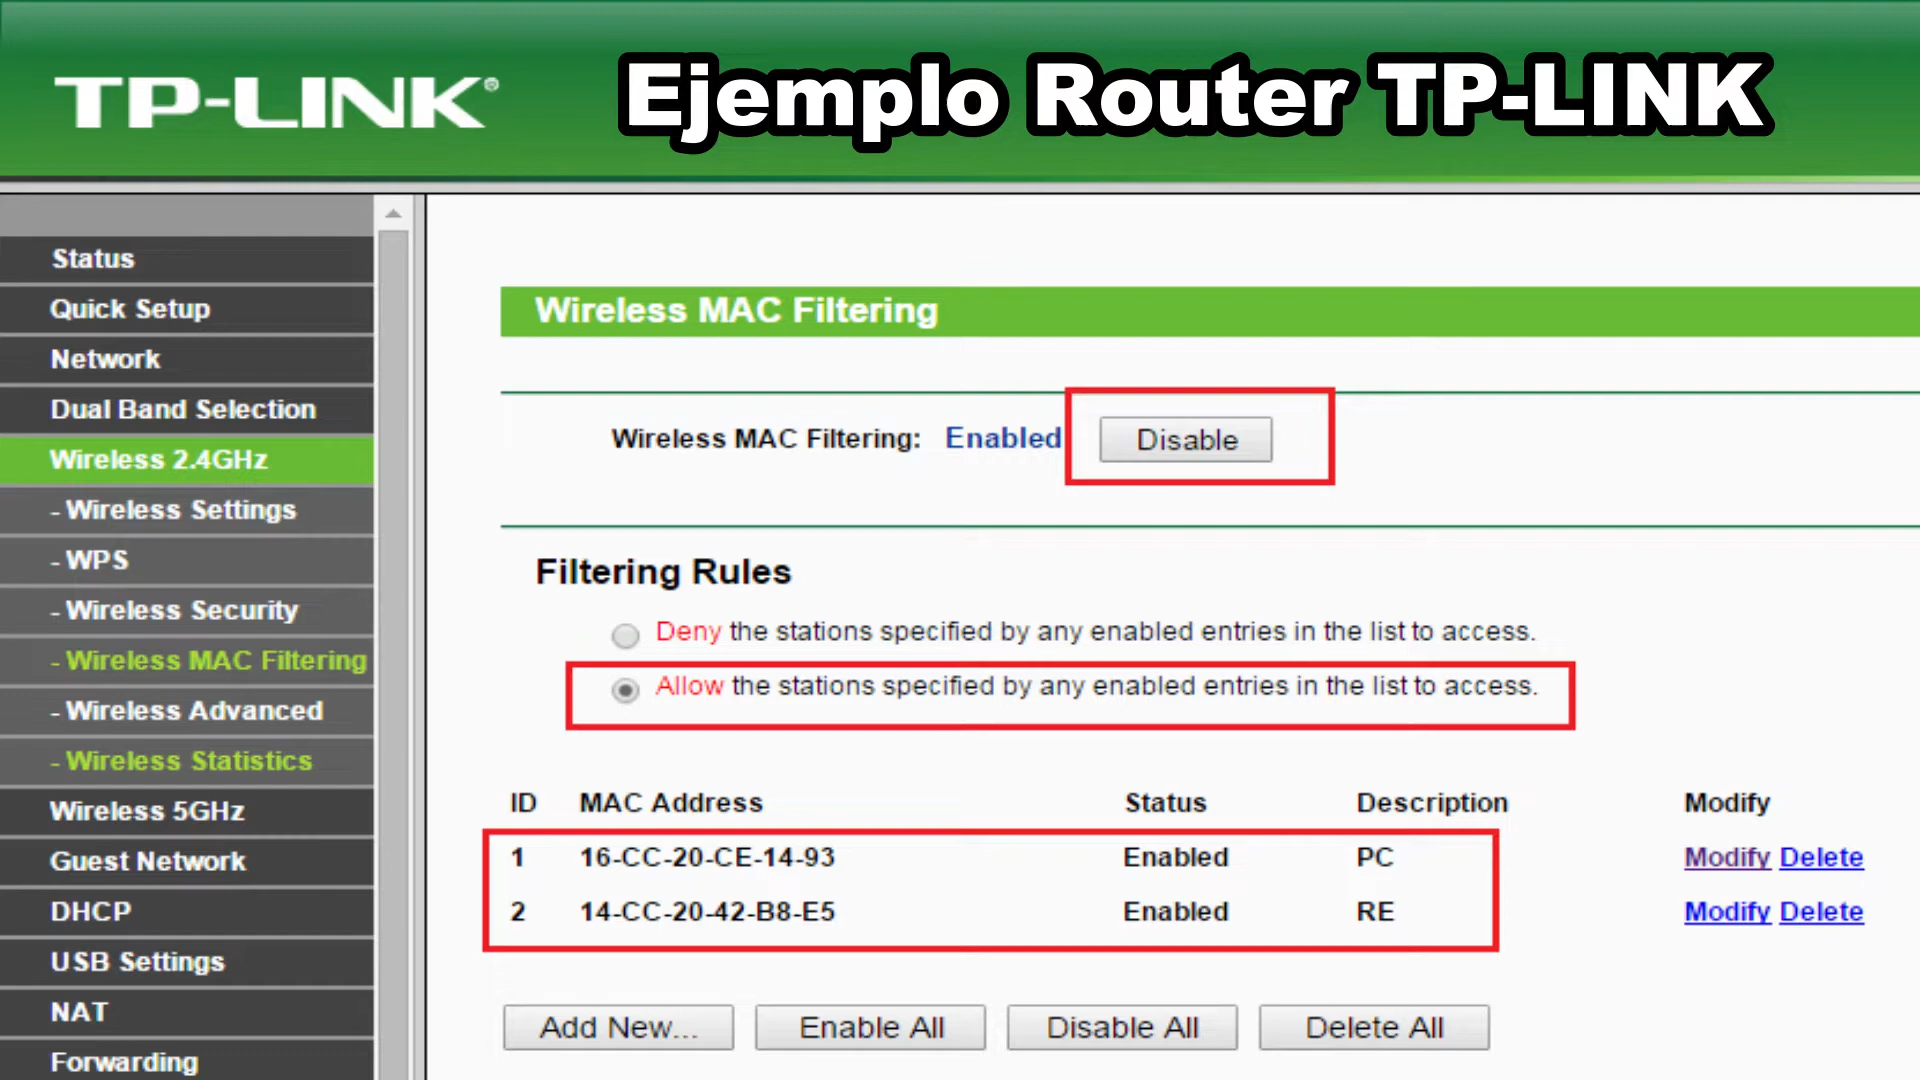 TP-LINK®
Ejemplo Router TP-LINK
Status
Quick Setup
Network
Dual Band Selection
Wireless 2.4GHz
- Wireless Settings
- WPS
- Wireless Security
- Wireless MAC Filtering
- Wireless Advanced
- Wireless Statistics
Wireless 5GHz
Guest Network
DHCP
USB Settings
NAT
Forwarding
Wireless MAC Filtering
Wireless MAC Filtering: Enabled Disable
Filtering Rules
Deny the stations specified by any enabled entries in the list to access.
Allow the stations specified by any enabled entries in the list to access.
ID MAC Address Status Description Modify
1 16-CC-20-CE-14-93 Enabled PC Modify Delete
2 14-CC-20-42-B8-E5 Enabled RE Modify Delete
Add New... Enable All Disable All Delete All